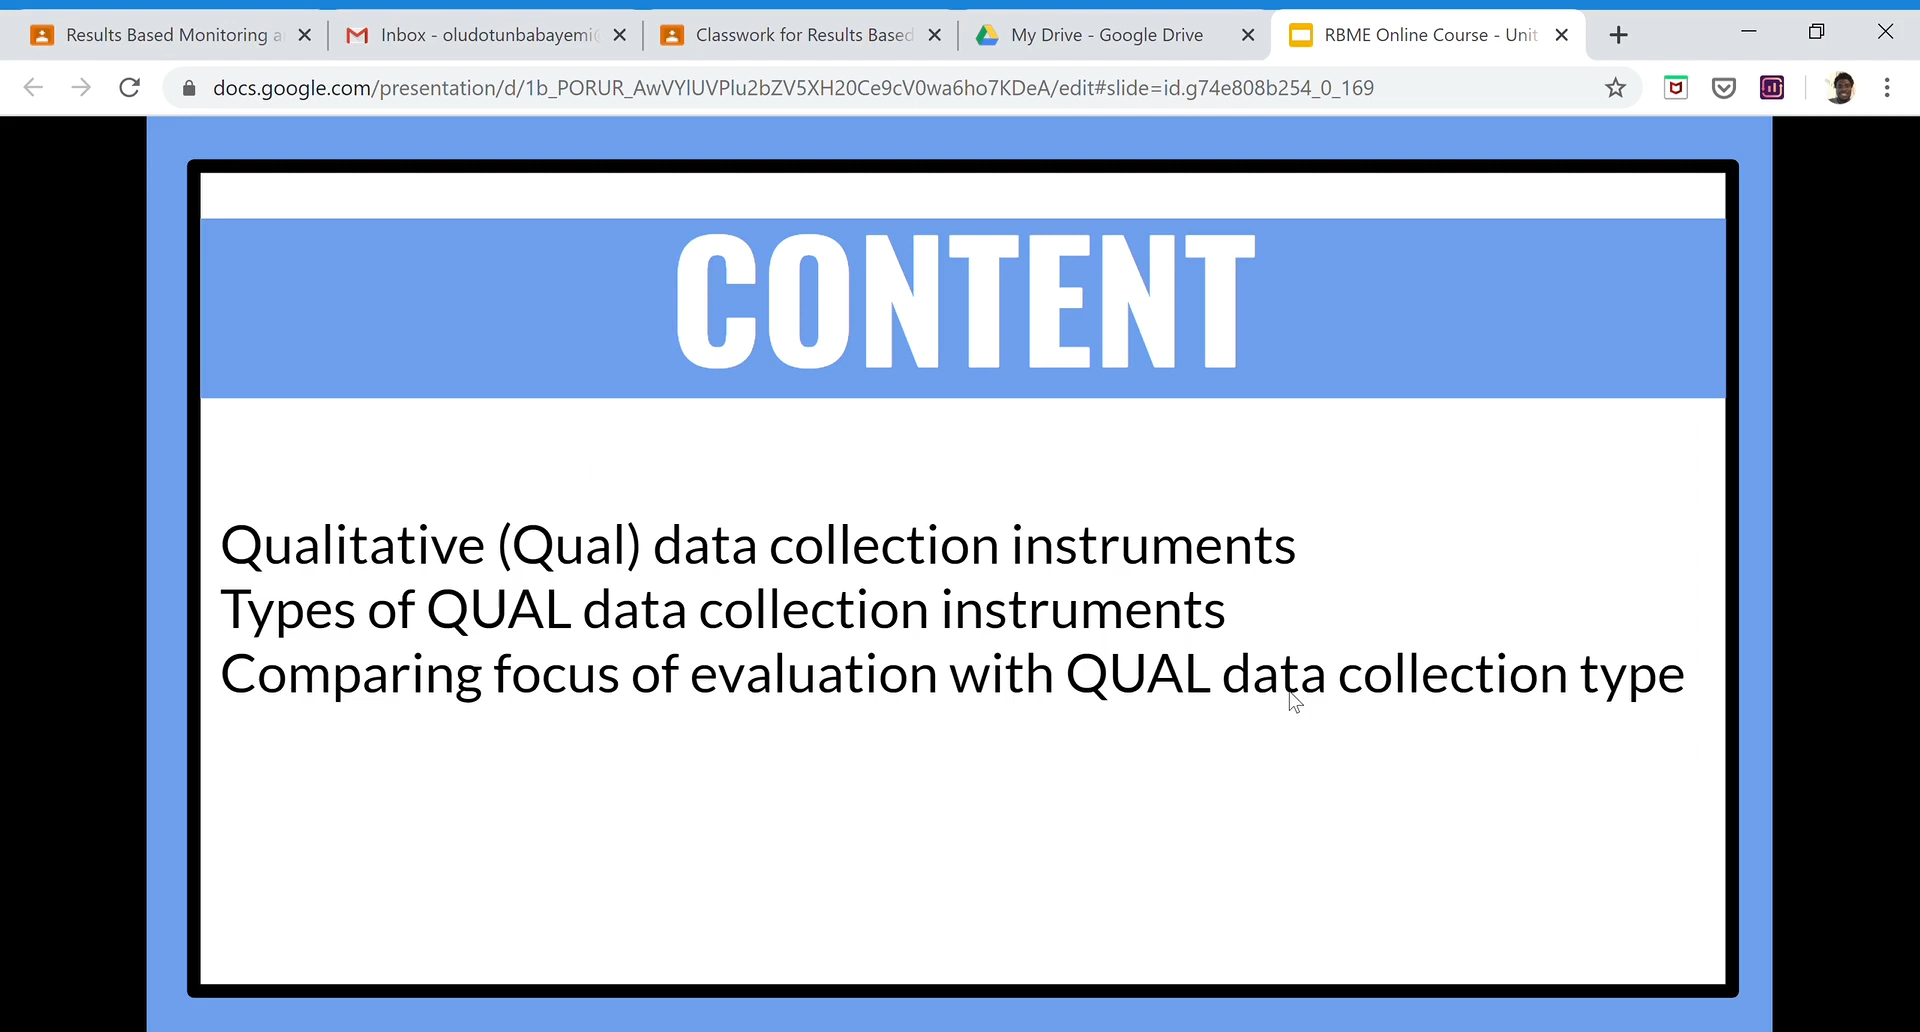 Results Based Monitoring a
Inbox - oludotunbabayemi@
Classwork for Results Based
My Drive - Google Drive
RBME Online Course - Unit
docs.google.com/presentation/d/1b_PORUR_AwVYlUVPlu2bZV5XH20Ce9cV0wa6ho7KDeA/edit#slide=id.g74e808b254_0_169
CONTENT
Qualitative (Qual) data collection instruments
Types of QUAL data collection instruments
Comparing focus of evaluation with QUAL data collection type